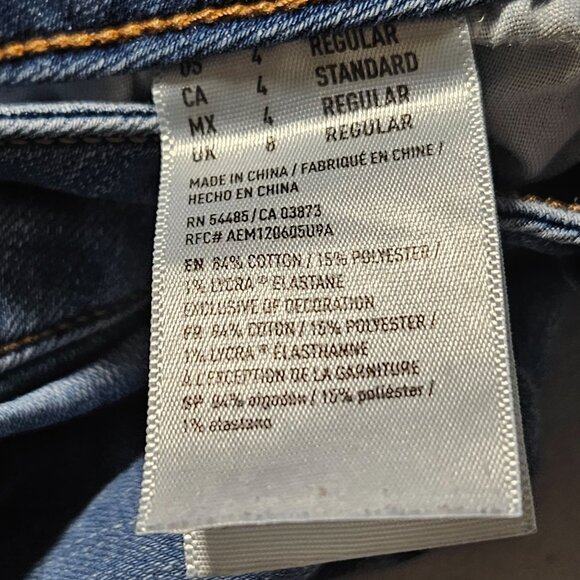 US 4 REGULAR
CA 4 STANDARD
MX 4 REGULAR
UK 8 REGULAR
MADE IN CHINA / FABRIQUÉ EN CHINE /
HECHO EN CHINA
RN 54485/CA 03873
RFC# AEM120605U9A
EN 84% COTTON / 15% POLYESTER /
1% LYCRA® ELASTANE
EXCLUSIVE OF DECORATION
FR 84% COTON / 15% POLYESTER /
1% LYCRA® ÉLASTHANNE
À L'EXCEPTION DE LA GARNITURE
SP 84% algodón / 15% poliéster /
1% elastano